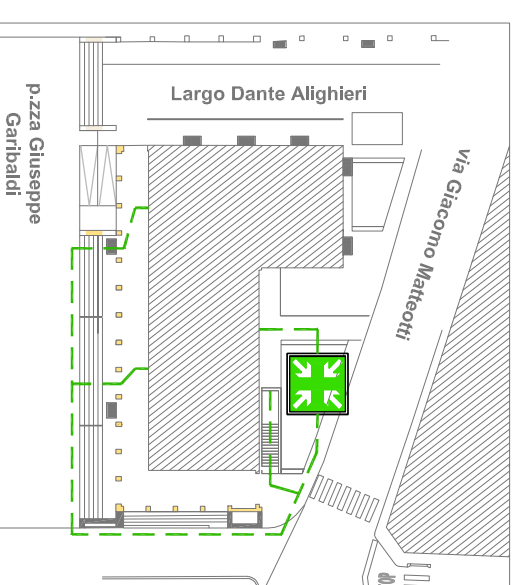 Largo Dante Alighieri
p.zza Giuseppe
Garibaldi
via Giacomo Matteotti